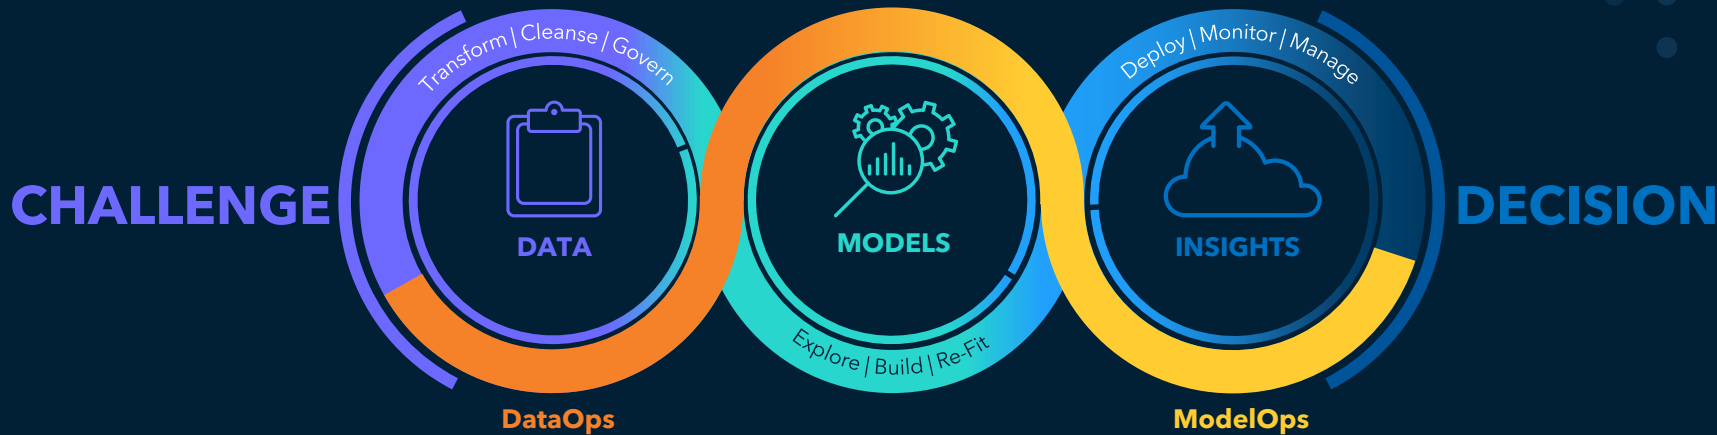 CHALLENGE
Transform | Cleanse | Govern
DATA
DataOps
MODELS
Explore | Build | Re-Fit
Deploy | Monitor | Manage
INSIGHTS
ModelOps
DECISION